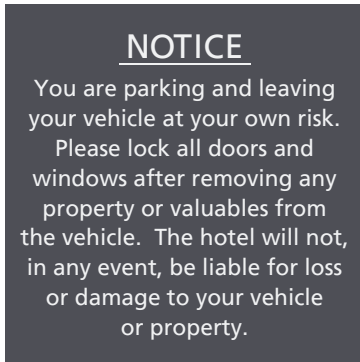 NOTICE
You are parking and leaving
your vehicle at your own risk.
Please lock all doors and
windows after removing any
property or valuables from
the vehicle.  The hotel will not,
in any event, be liable for loss
or damage to your vehicle
or property.